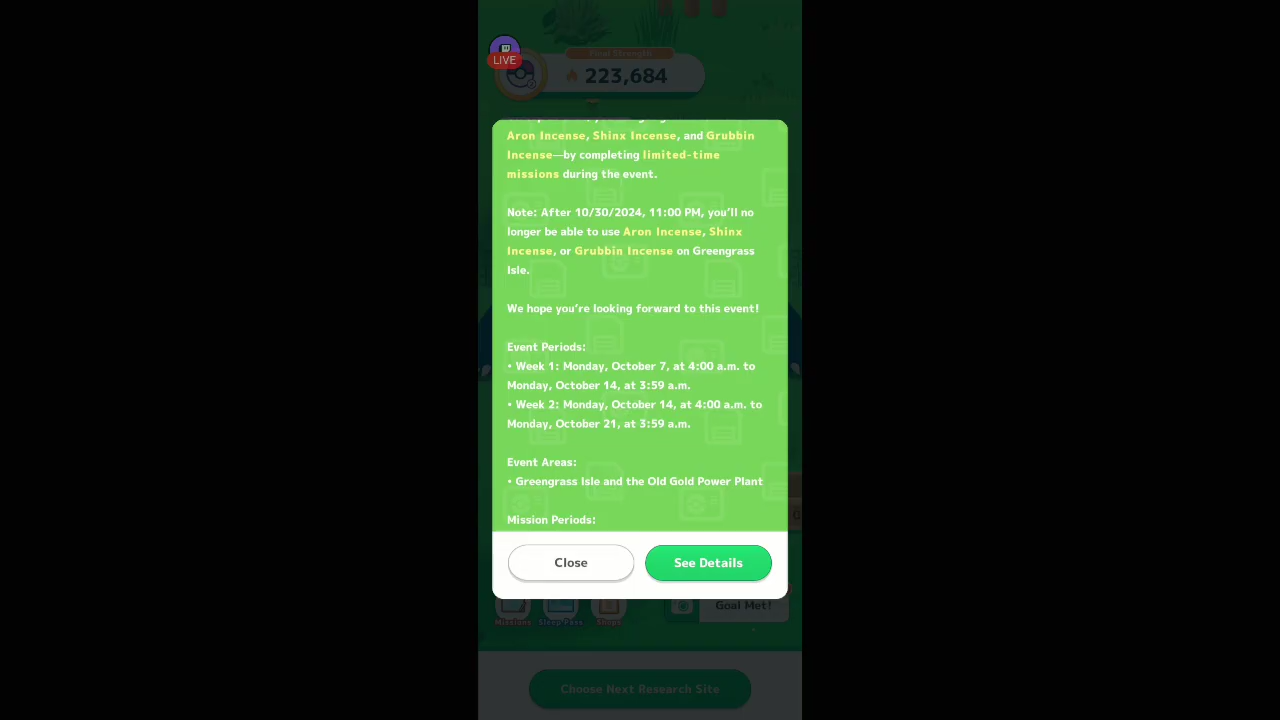 LIVE
223,684
Aron Incense, Shinx Incense, and Grubbin
Incense—by completing limited-time
missions during the event.
Note: After 10/30/2024, 11:00 PM, you'll no
longer be able to use Aron Incense, Shinx
Incense, or Grubbin Incense on Greengrass
Isle.
We hope you're looking forward to this event!
Event Periods:
• Week 1: Monday, October 7, at 4:00 a.m. to
Monday, October 14, at 3:59 a.m.
• Week 2: Monday, October 14, at 4:00 a.m. to
Monday, October 21, at 3:59 a.m.
Event Areas:
• Greengrass Isle and the Old Gold Power Plant
Mission Periods:
Close
See Details
Missions
Sleep Pass
Shops
Goal Met!
Choose Next Research Site